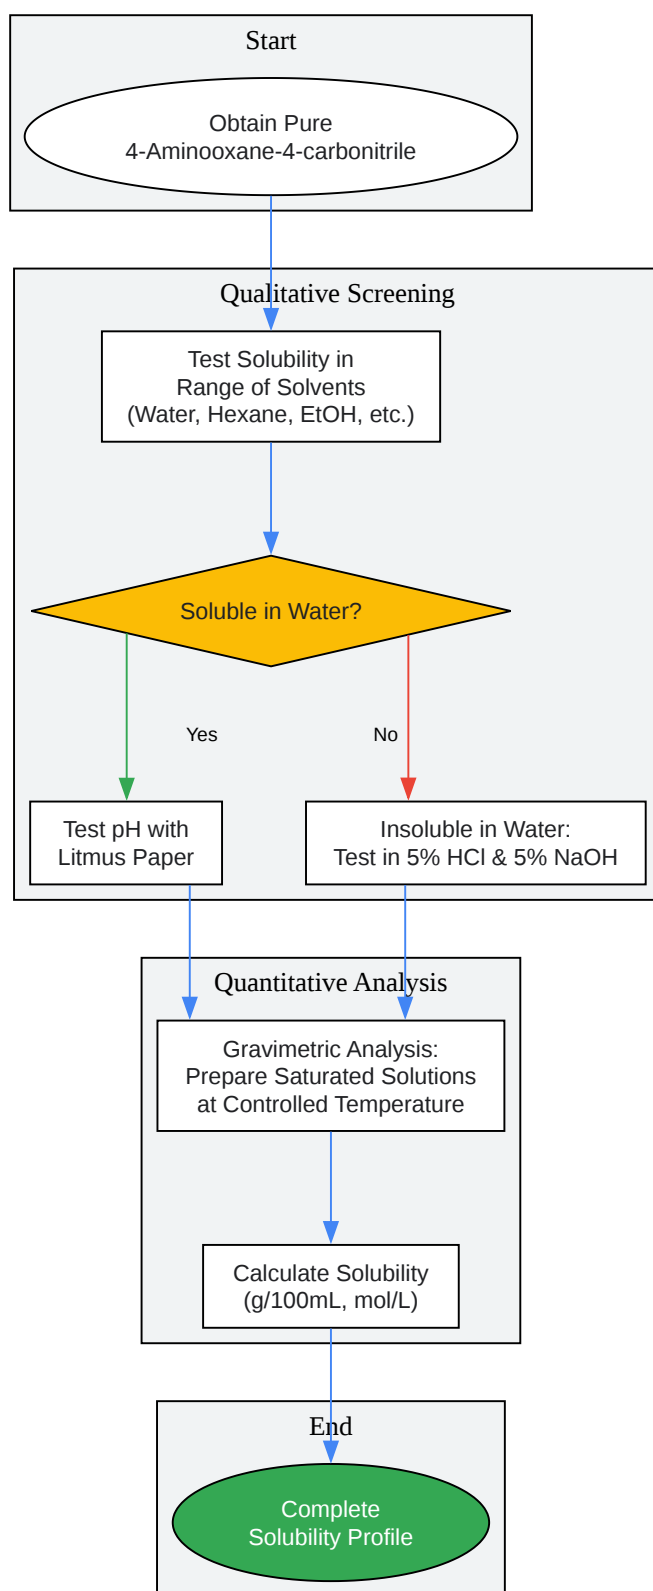 Start
Obtain Pure
4-Aminooxane-4-carbonitrile
Qualitative Screening
Test Solubility in
Range of Solvents
(Water, Hexane, EtOH, etc.)
Soluble in Water?
Yes
No
Test pH with
Litmus Paper
Insoluble in Water:
Test in 5% HCl & 5% NaOH
Quantitative Analysis
Gravimetric Analysis:
Prepare Saturated Solutions
at Controlled Temperature
Calculate Solubility
(g/100mL, mol/L)
End
Complete
Solubility Profile